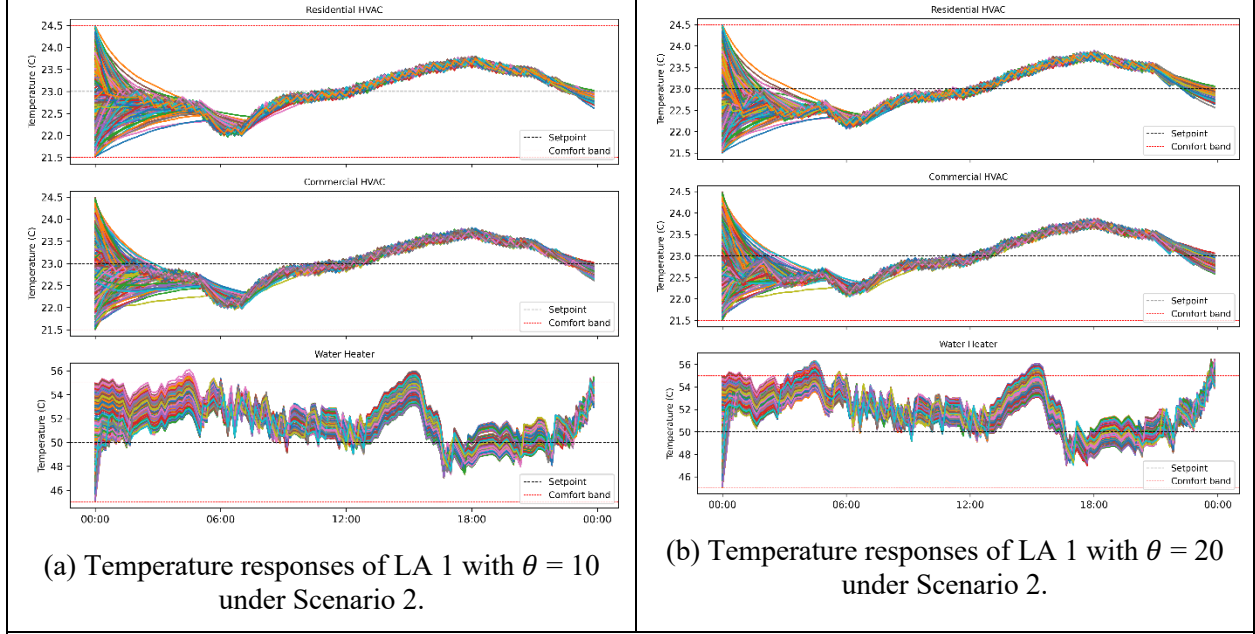 Residential HVAC
Temperature (C)
24.5
24.0
23.5
23.0
22.5
22.0
21.5
Setpoint
Comfort band
Commercial HVAC
Temperature (C)
24.5
24.0
23.5
23.0
22.5
22.0
21.5
Setpoint
Comfort band
Water Heater
Temperature (C)
56
54
52
50
48
46
Setpoint
Comfort band
00:00 06:00 12:00 18:00 00:00
(a) Temperature responses of LA 1 with θ = 10
under Scenario 2.
Residential HVAC
Temperature (C)
24.5
24.0
23.5
23.0
22.5
22.0
21.5
Setpoint
Comfort band
Commercial HVAC
Temperature (C)
24.5
24.0
23.5
23.0
22.5
22.0
21.5
Setpoint
Comfort band
Water Heater
Temperature (C)
56
54
52
50
48
46
Setpoint
Comfort band
00:00 06:00 12:00 18:00 00:00
(b) Temperature responses of LA 1 with θ = 20
under Scenario 2.